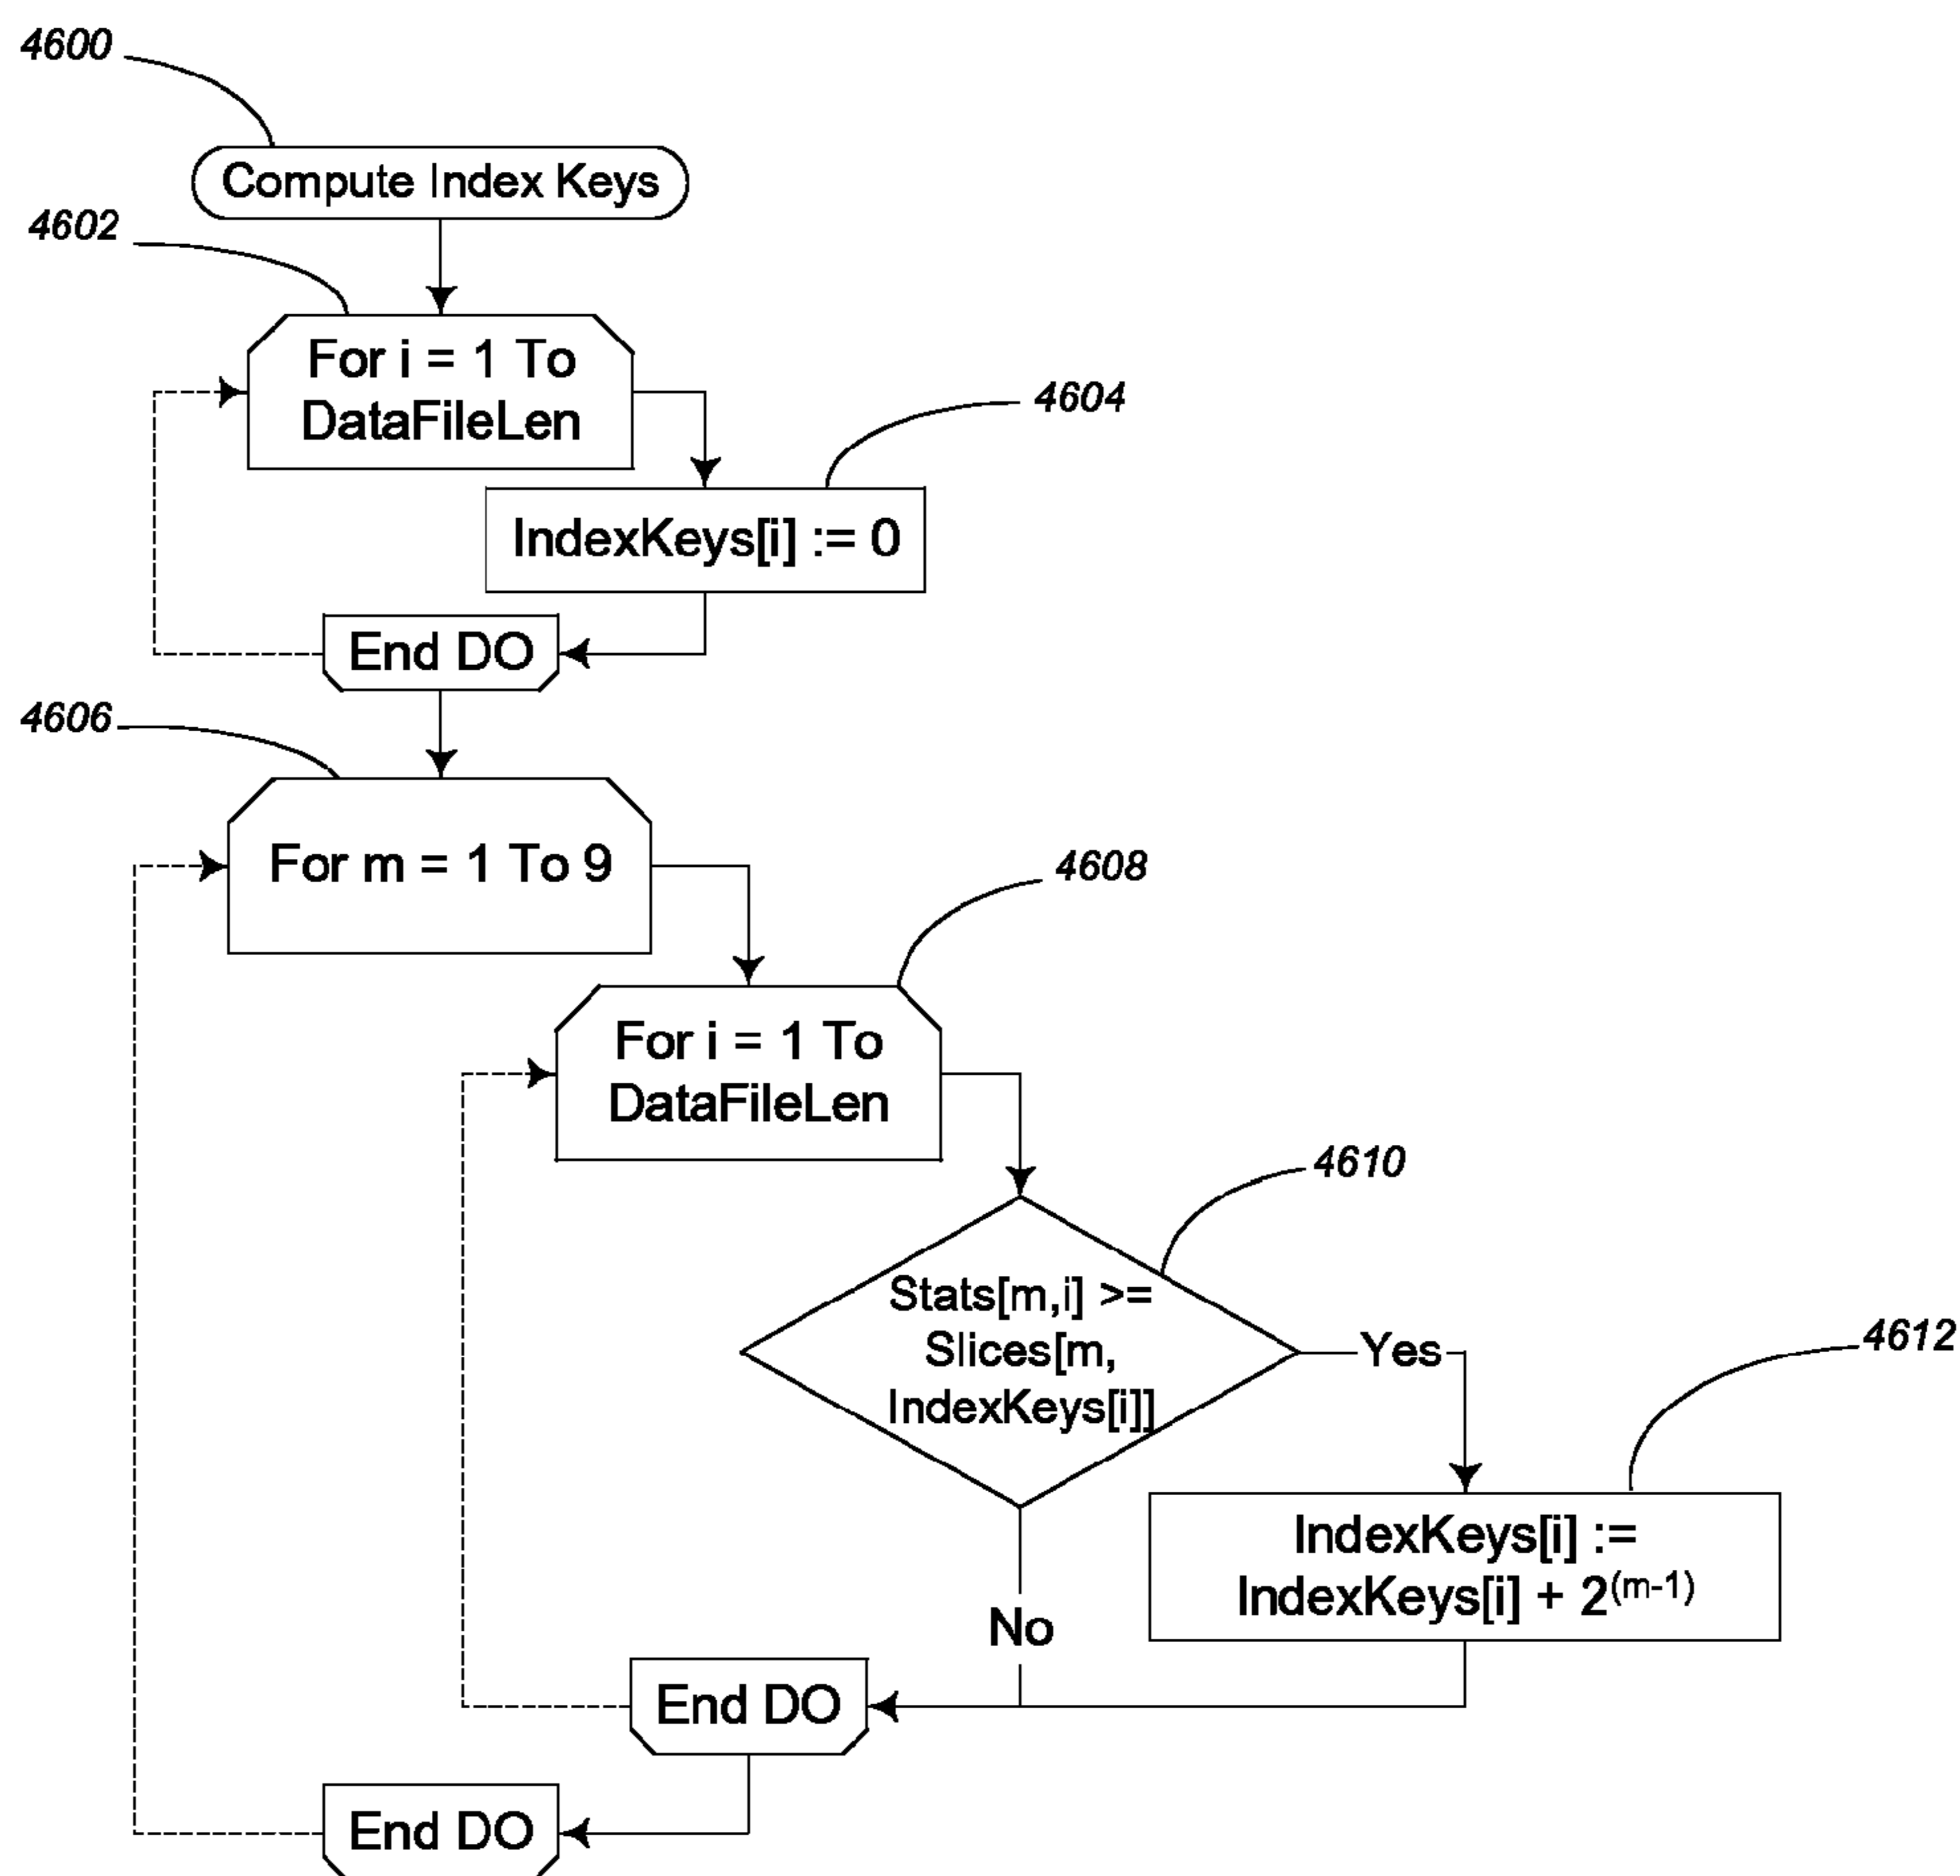 4600
Compute Index Keys
4602
For i = 1 To
DataFileLen
4604
IndexKeys[i] := 0
End DO
4606
For m = 1 To 9
4608
For i = 1 To
DataFileLen
4610
Stats[m,i] >=
Slices[m,
IndexKeys[i]]
Yes
4612
IndexKeys[i] :=
IndexKeys[i] + 2^(m-1)
No
End DO
End DO